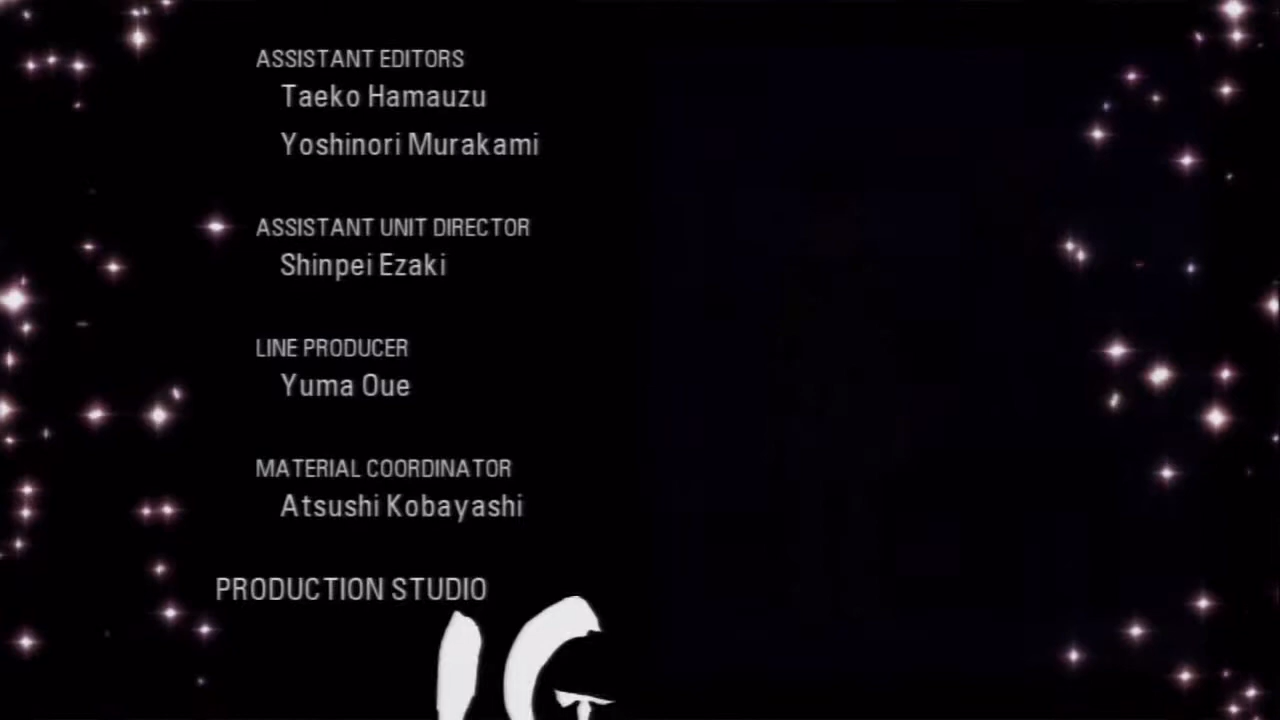 ASSISTANT EDITORS
Taeko Hamauzu
Yoshinori Murakami
ASSISTANT UNIT DIRECTOR
Shinpei Ezaki
LINE PRODUCER
Yuma Oue
MATERIAL COORDINATOR
Atsushi Kobayashi
PRODUCTION STUDIO
IG